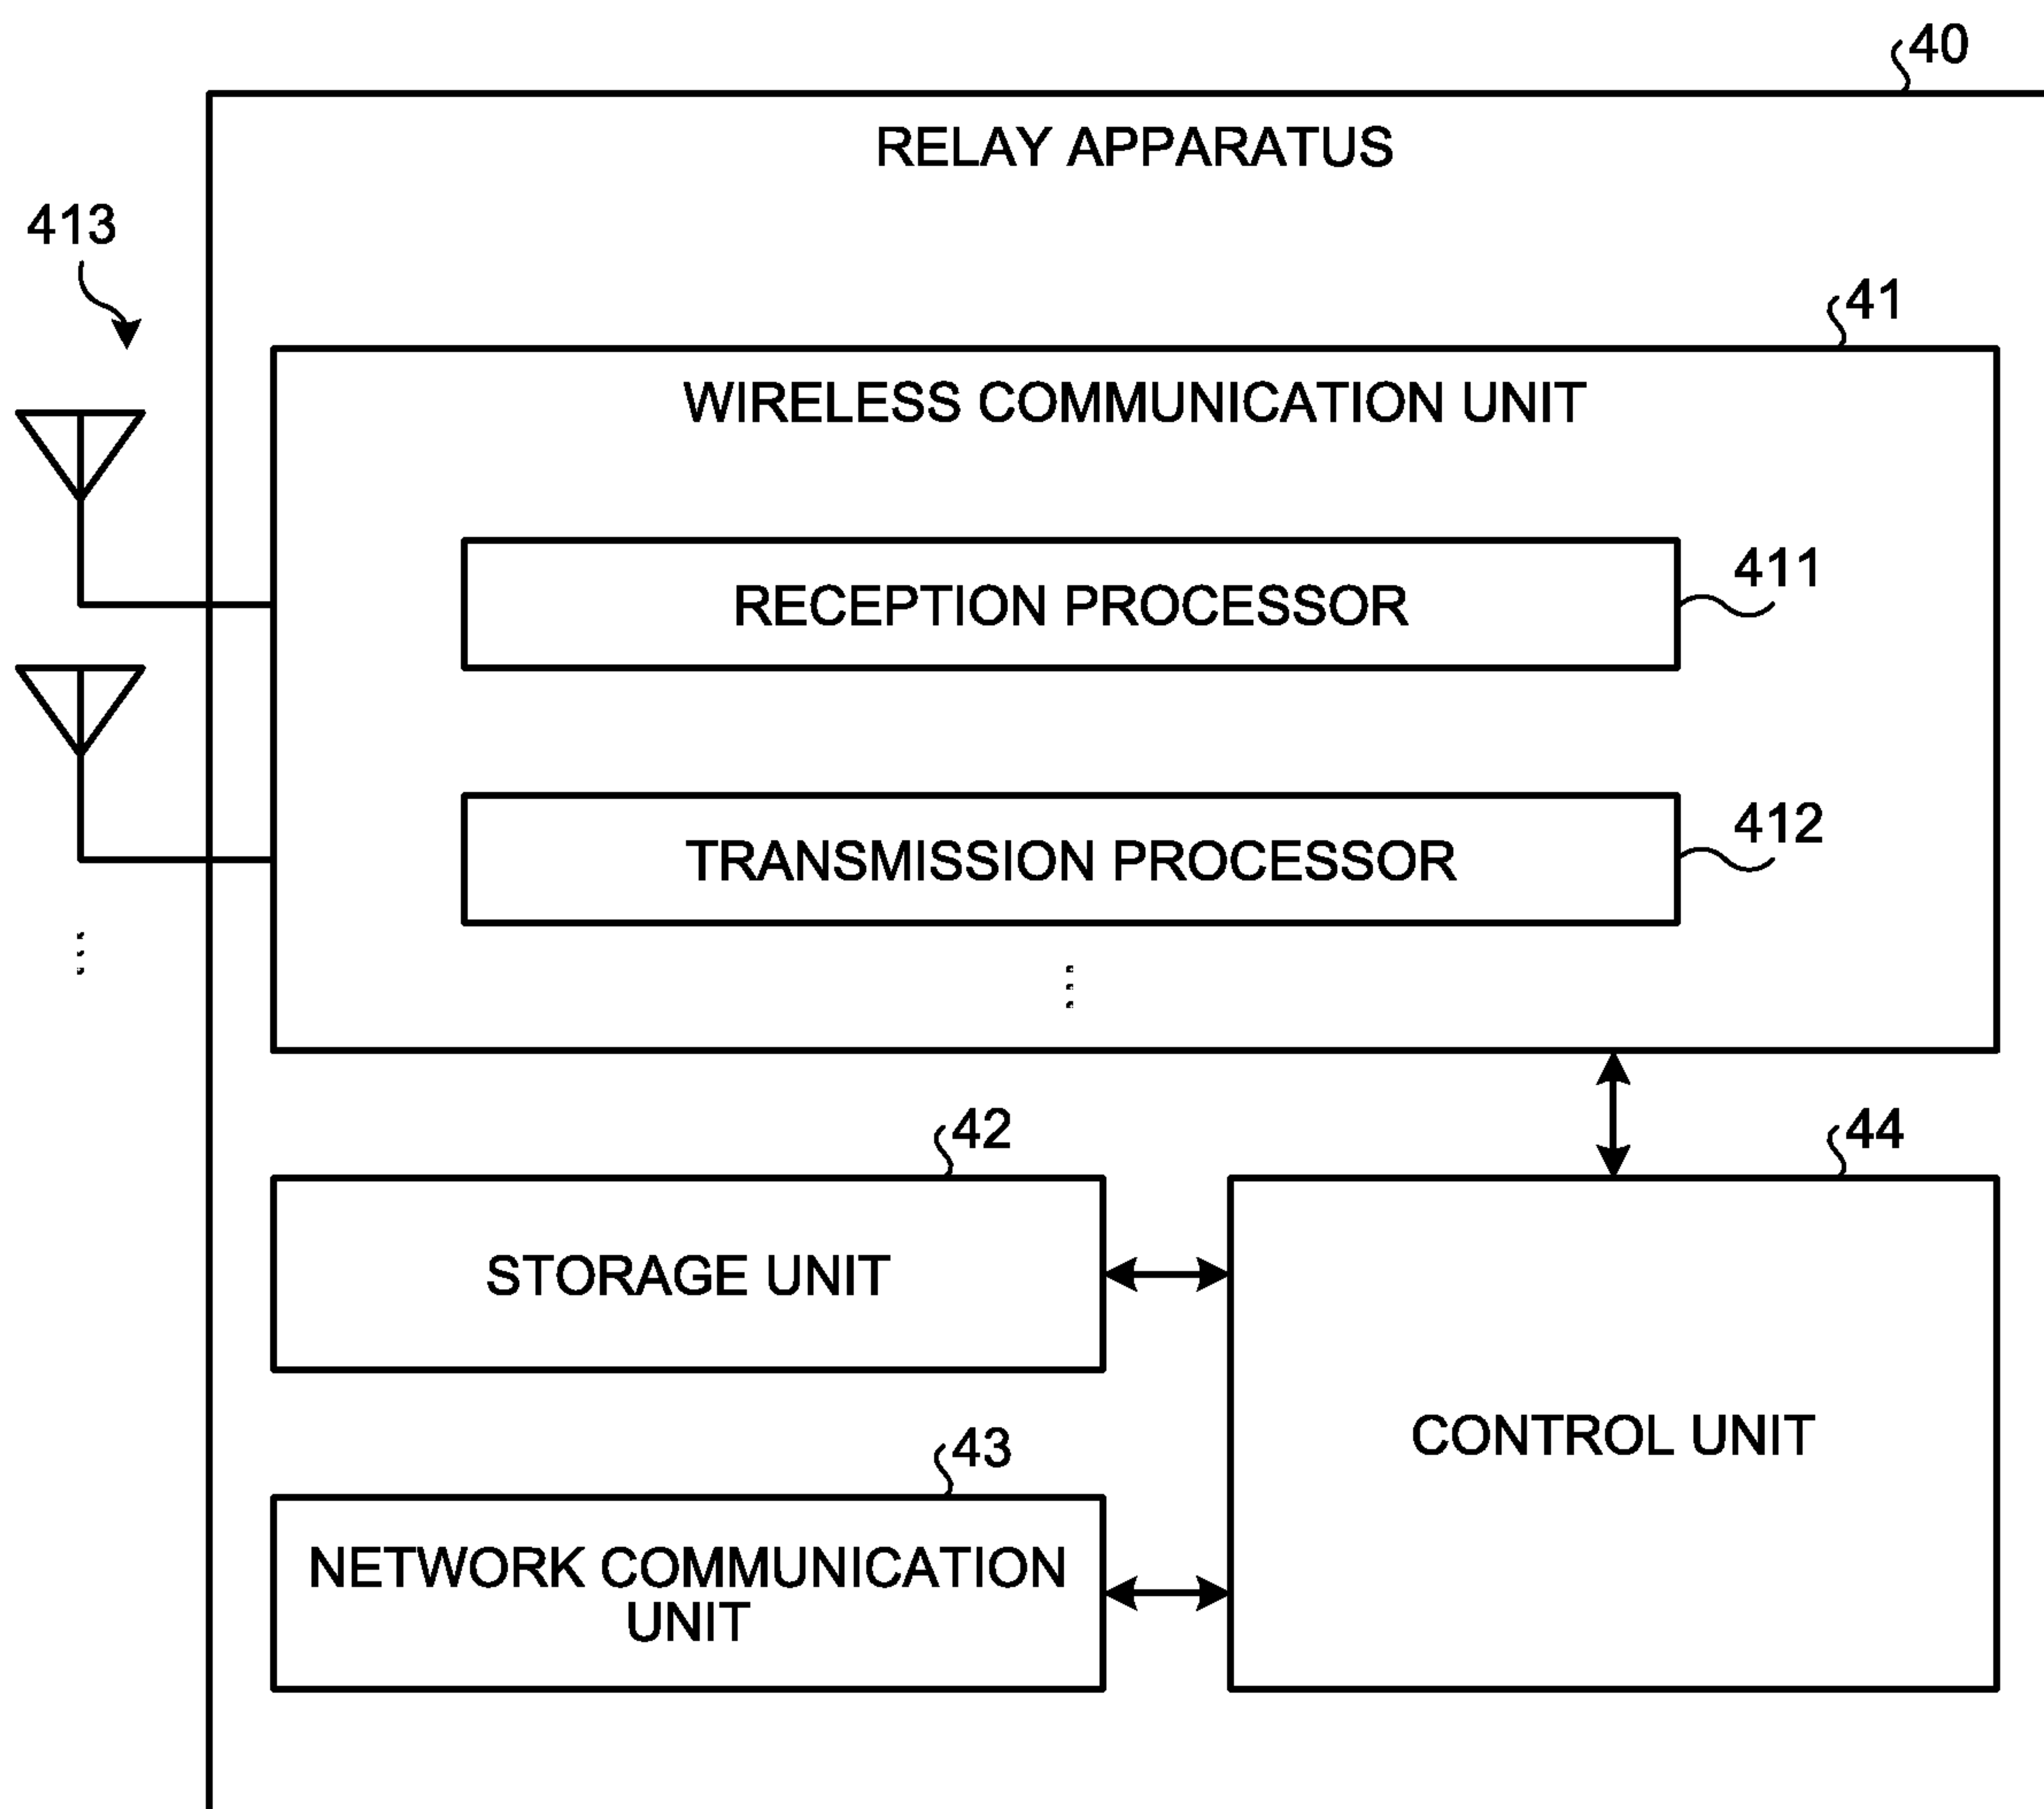 40
RELAY APPARATUS
413
41
WIRELESS COMMUNICATION UNIT
411
RECEPTION PROCESSOR
412
TRANSMISSION PROCESSOR
42
44
STORAGE UNIT
CONTROL UNIT
43
NETWORK COMMUNICATION
UNIT